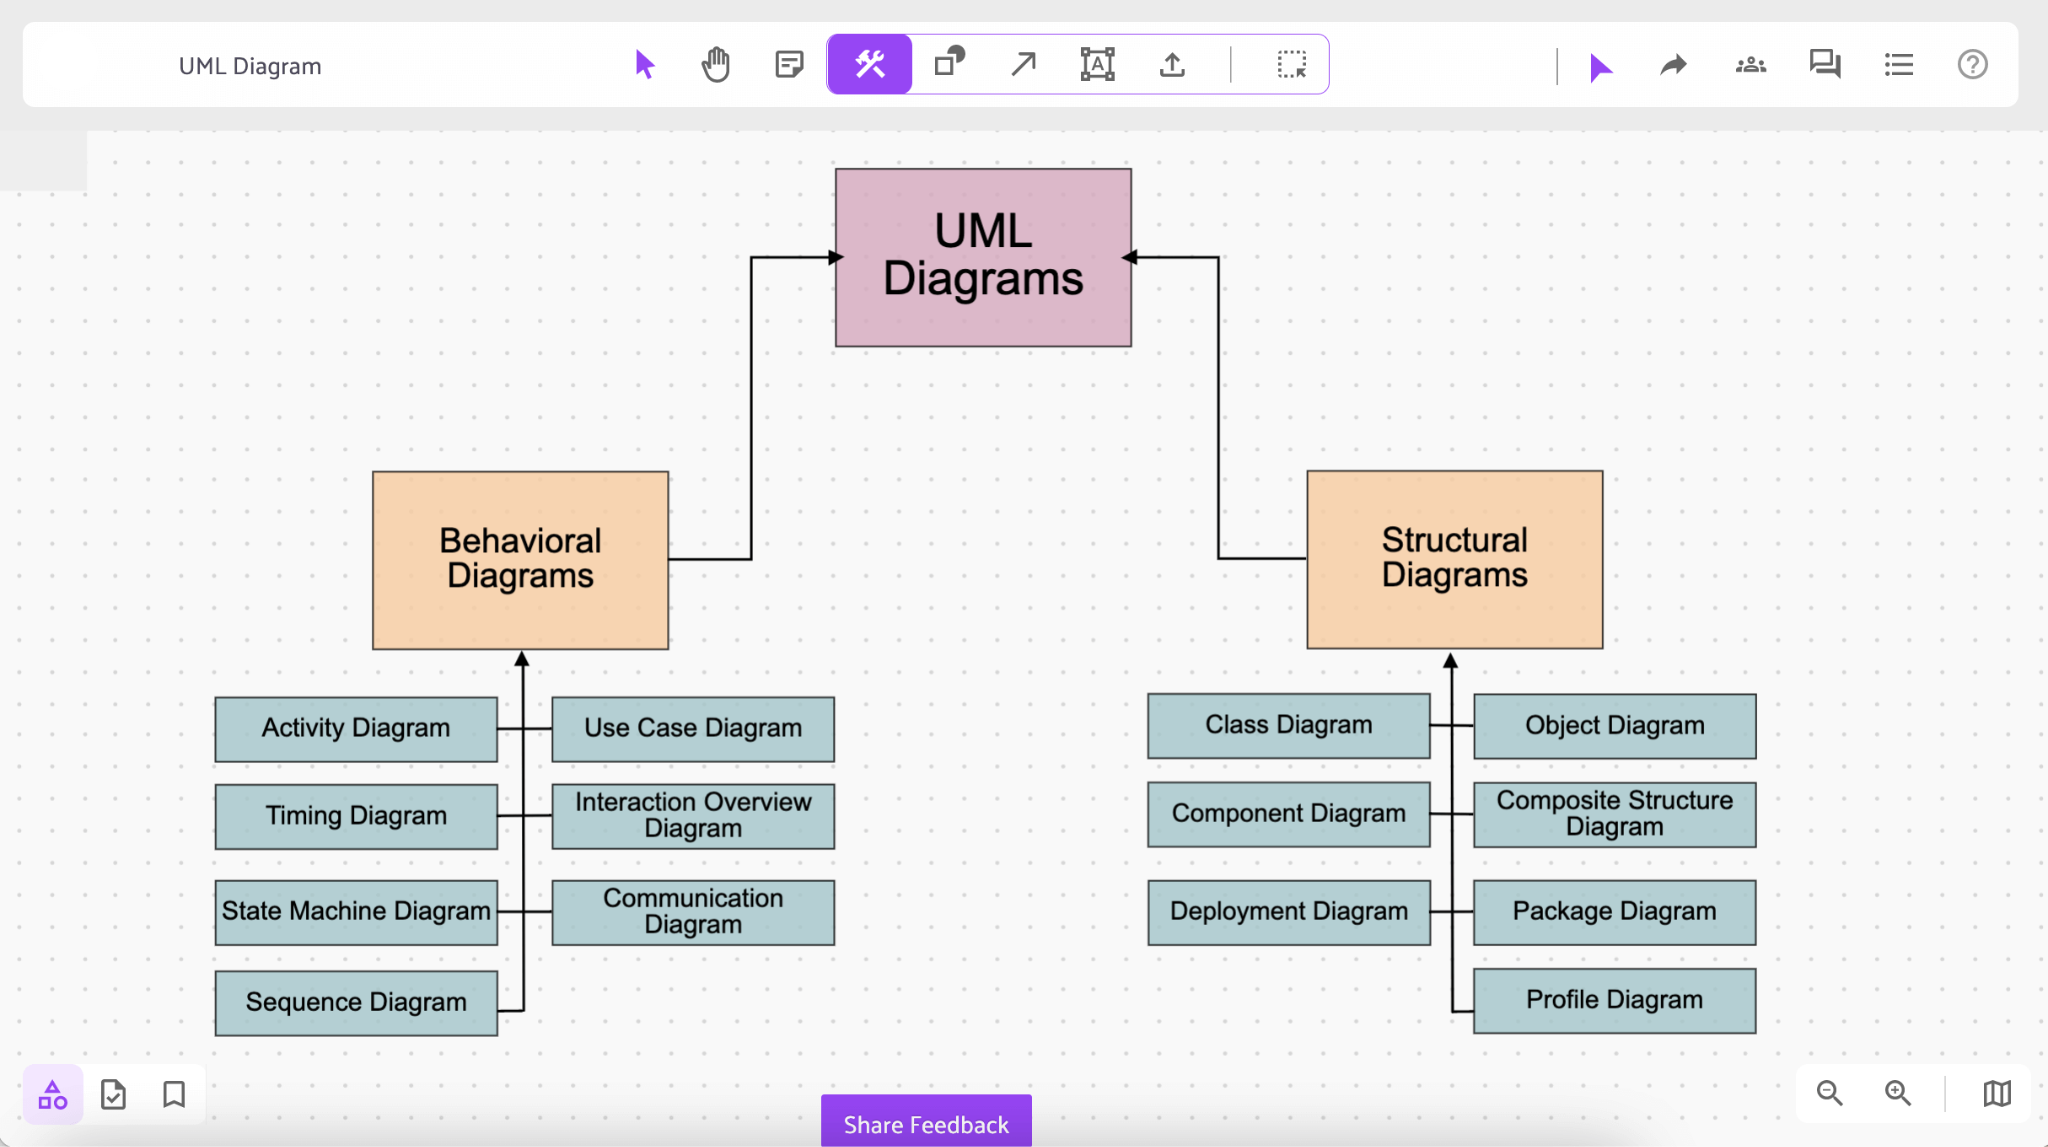 UML Diagram
A
UML
Diagrams
Behavioral
Diagrams
Structural
Diagrams
Activity Diagram
Use Case Diagram
Timing Diagram
Interaction Overview
Diagram
State Machine Diagram
Communication
Diagram
Sequence Diagram
Class Diagram
Object Diagram
Component Diagram
Composite Structure
Diagram
Deployment Diagram
Package Diagram
Profile Diagram
Share Feedback